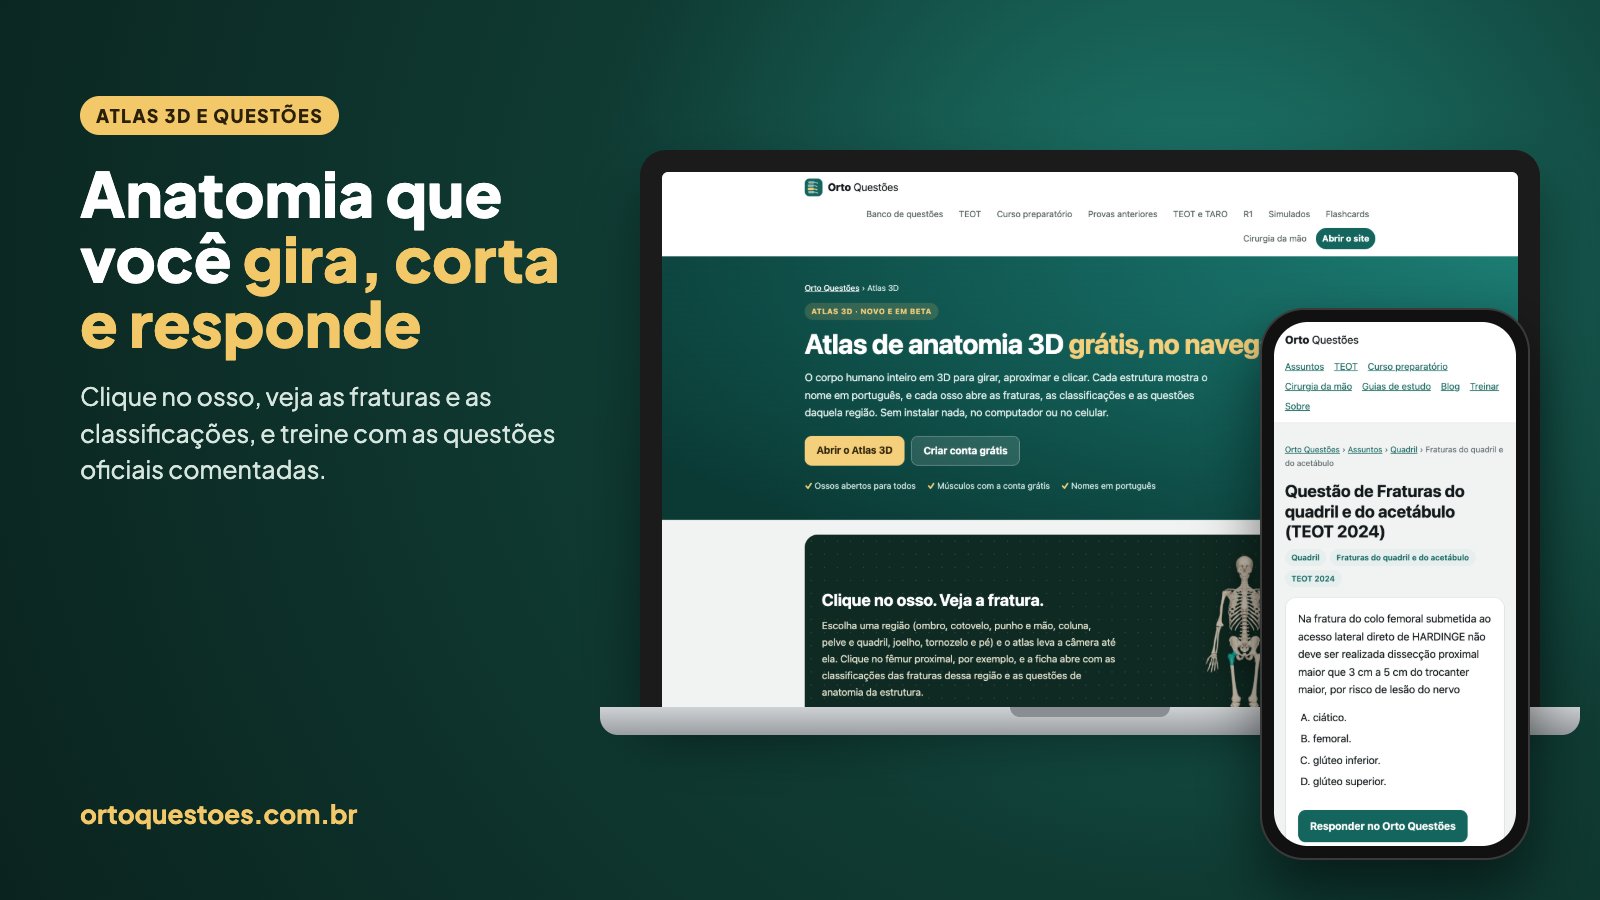 ATLAS 3D E QUESTÕES
Anatomia que
você gira, corta
e responde
Clique no osso, veja as fraturas e as
classificações, e treine com as questões
oficiais comentadas.
ortoquestoes.com.br
Orto Questões
Banco de questões TEOT Curso preparatório Provas anteriores TEOT e TARO R1 Simulados Flashcards
Cirurgia da mão Abrir o site
Orto Questões › Atlas 3D
ATLAS 3D · NOVO E EM BETA
Atlas de anatomia 3D grátis, no naveg
O corpo humano inteiro em 3D para girar, aproximar e clicar. Cada estrutura mostra o
nome em português, e cada osso abre as fraturas, as classificações e as questões
daquela região. Sem instalar nada, no computador ou no celular.
Abrir o Atlas 3D Criar conta grátis
✓ Ossos abertos para todos ✓ Músculos com a conta grátis ✓ Nomes em português
Clique no osso. Veja a fratura.
Escolha uma região (ombro, cotovelo, punho e mão, coluna,
pelve e quadril, joelho, tornozelo e pé) e o atlas leva a câmera até
ela. Clique no fêmur proximal, por exemplo, e a ficha abre com as
classificações das fraturas dessa região e as questões de
anatomia da estrutura.
Orto Questões
Assuntos TEOT Curso preparatório
Cirurgia da mão Guias de estudo Blog Treinar
Sobre
Orto Questões › Assuntos › Quadril › Fraturas do quadril e
do acetábulo
Questão de Fraturas do
quadril e do acetábulo
(TEOT 2024)
Quadril Fraturas do quadril e do acetábulo
TEOT 2024
Na fratura do colo femoral submetida ao
acesso lateral direto de HARDINGE não
deve ser realizada dissecção proximal
maior que 3 cm a 5 cm do trocanter
maior, por risco de lesão do nervo
A. ciático.
B. femoral.
C. glúteo inferior.
D. glúteo superior.
Responder no Orto Questões